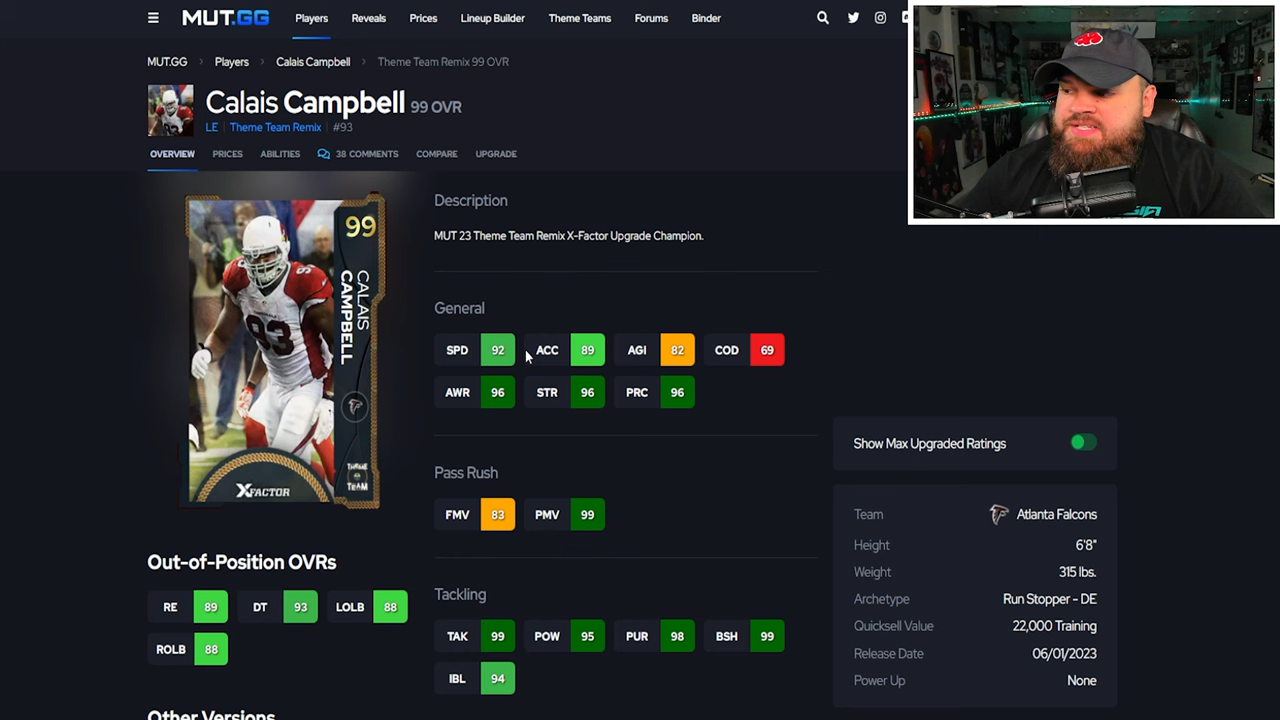 MUT.GG
Players
Reveals
Prices
Lineup Builder
Theme Teams
Forums
Binder
MUT.GG > Players > Calais Campbell > Theme Team Remix 99 OVR
Calais Campbell 99 OVR
LE | Theme Team Remix | #93
OVERVIEW
PRICES
ABILITIES
38 COMMENTS
COMPARE
UPGRADE
99
CALAIS
CAMPBELL
93
XFACTOR
THEME
TEAM
Description
MUT 23 Theme Team Remix X-Factor Upgrade Champion.
General
SPD 92 ACC 89 AGI 82 COD 69
AWR 96 STR 96 PRC 96
Pass Rush
FMV 83 PMV 99
Tackling
TAK 99 POW 95 PUR 98 BSH 99
IBL 94
Out-of-Position OVRs
RE 89 DT 93 LOLB 88
ROLB 88
Other Versions
Show Max Upgraded Ratings
Team Atlanta Falcons
Height 6'8"
Weight 315 lbs.
Archetype Run Stopper - DE
Quicksell Value 22,000 Training
Release Date 06/01/2023
Power Up None